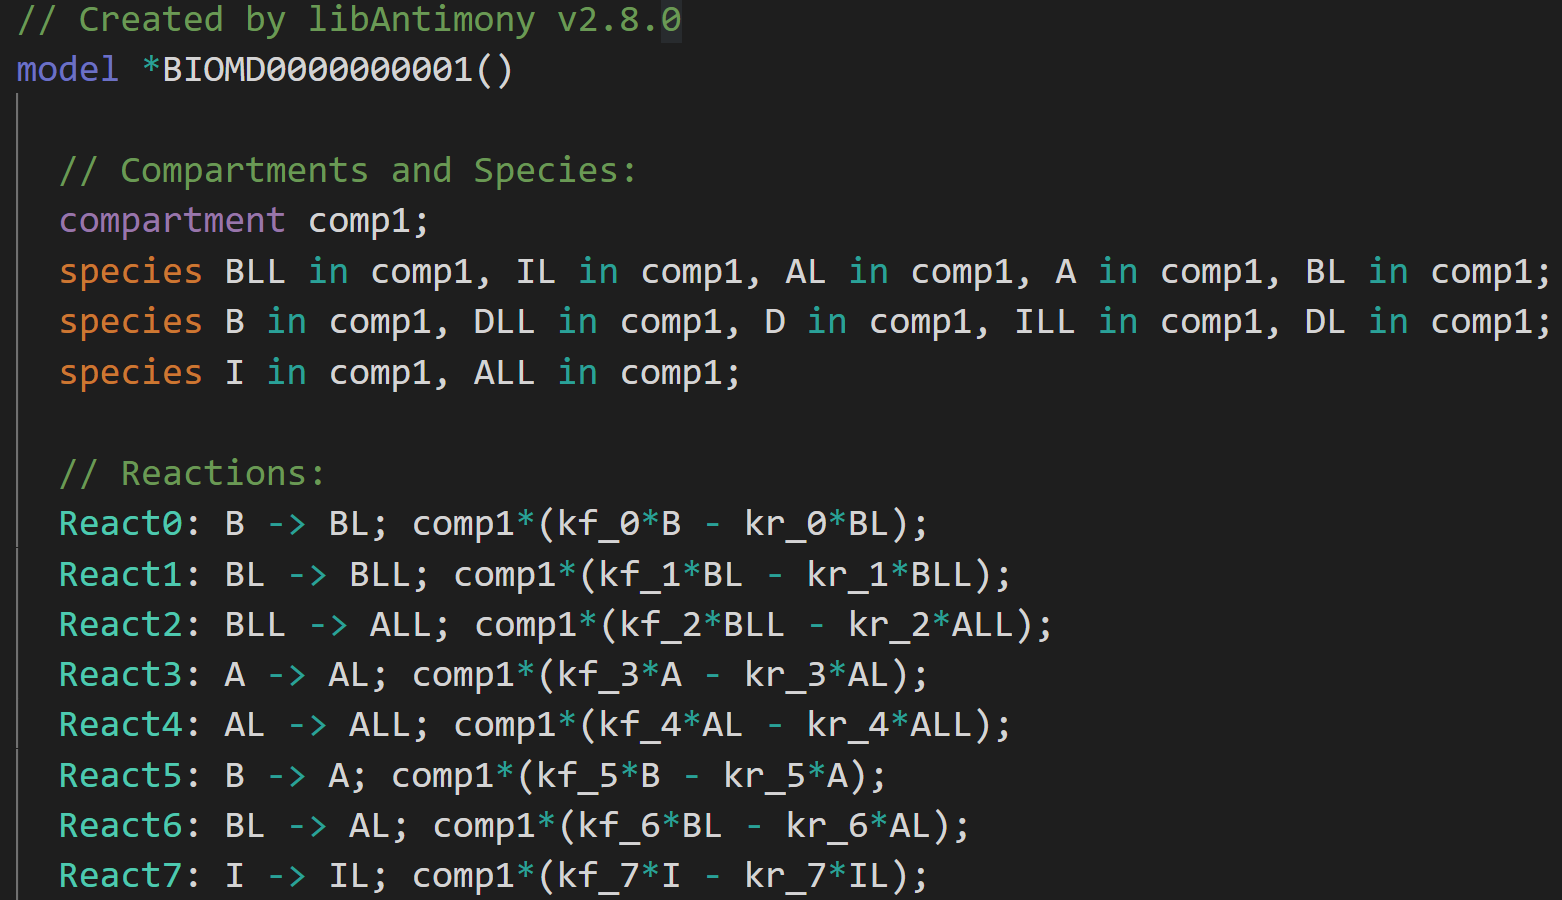 // Created by libAntimony v2.8.0
model *BIOMD0000000001()
// Compartments and Species:
compartment comp1;
species BLL in comp1, IL in comp1, AL in comp1, A in comp1, BL in comp1;
species B in comp1, DLL in comp1, D in comp1, ILL in comp1, DL in comp1;
species I in comp1, ALL in comp1;
// Reactions:
React0: B -> BL; comp1*(kf_0*B - kr_0*BL);
React1: BL -> BLL; comp1*(kf_1*BL - kr_1*BLL);
React2: BLL -> ALL; comp1*(kf_2*BLL - kr_2*ALL);
React3: A -> AL; comp1*(kf_3*A - kr_3*AL);
React4: AL -> ALL; comp1*(kf_4*AL - kr_4*ALL);
React5: B -> A; comp1*(kf_5*B - kr_5*A);
React6: BL -> AL; comp1*(kf_6*BL - kr_6*AL);
React7: I -> IL; comp1*(kf_7*I - kr_7*IL);